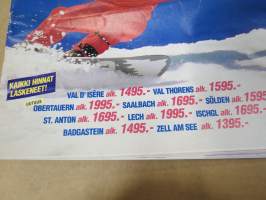 KAIKKI HINNAT
LASKENEET!
VAL D'ISÈRE alk. 1495.- VAL THORENS alk. 1595.-
OBERTAUERN alk. 1995.- SAALBACH alk. 1695.- SÖLDEN alk. 1595.-
ST. ANTON alk. 1695.- LECH alk. 1995.- ISCHGL alk. 1695.-
BADGASTEIN alk. 1495.- ZELL AM SEE alk. 1395.-